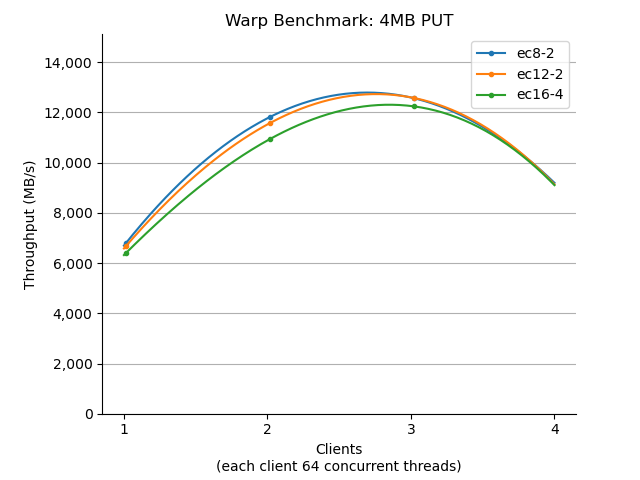 Warp Benchmark: 4MB PUT
ec8-2
ec12-2
ec16-4
Throughput (MB/s)
14,000
12,000
10,000
8,000
6,000
4,000
2,000
0
1 2 3 4
Clients
(each client 64 concurrent threads)